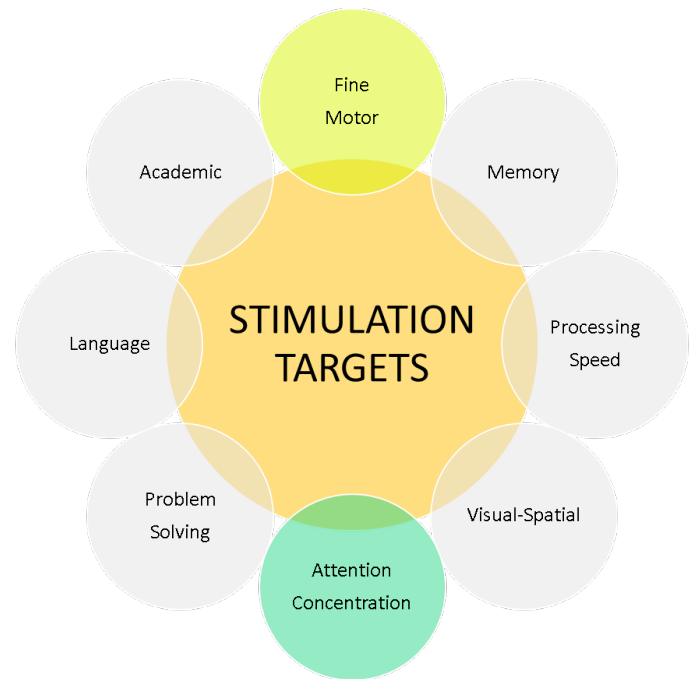 Fine
Motor
Academic
Memory
STIMULATION
TARGETS
Language
Processing
Speed
Problem
Solving
Visual-Spatial
Attention
Concentration